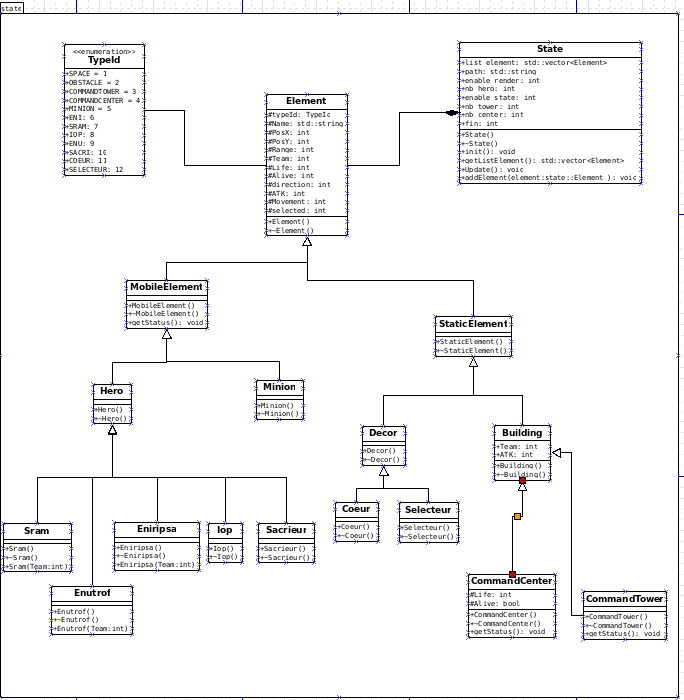 state
<<enumeration>>
TypeId
+SPACE = 1
+OBSTACLE = 2
+COMMANDTOWER = 3
+COMMANDCENTER = 4
+MINION = 5
+ENI: 6
+SRAM: 7
+IOP: 8
+ENU: 9
+SACRI: 10
+COEUR: 11
+SELECTEUR: 12
Element
#typeId: TypeId
#Name: std::string
#PosX: int
#PosY: int
#Range: int
#Team: int
#Life: int
#Alive: int
#direction: int
#ATK: int
#Movement: int
#selected: int
+Element()
+~Element()
State
+list element: std::vector<Element>
+path: std::string
+enable render: int
+nb hero: int
+enable state: int
+nb tower: int
+nb center: int
+fin: int
+State()
+~State()
+init(): void
+getListElement(): std::vector<Element>
+Update(): void
+addElement(element:state::Element ): void
MobileElement
+MobileElement()
+~MobileElement()
+getStatus(): void
StaticElement
+StaticElement()
+~StaticElement()
Hero
+Hero()
+~Hero()
Minion
+Minion()
+~Minion()
Decor
+Decor()
+~Decor()
Building
+Team: int
+ATK: int
+Building()
+~Building()
Coeur
+Coeur()
+~Coeur()
Selecteur
+Selecteur()
+~Selecteur()
Sram
+Sram()
+~Sram()
+Sram(Team:int)
Eniripsa
+Eniripsa()
+~Eniripsa()
+Eniripsa(Team:int)
Iop
+Iop()
+~Iop()
Sacrieur
+Sacrieur()
+~Sacrieur()
Enutrof
+Enutrof()
+~Enutrof()
+Enutrof(Team:int)
CommandCenter
#Life: int
#Alive: bool
+CommandCenter()
+~CommandCenter()
+getStatus(): void
CommandTower
+CommandTower()
+~CommandTower()
+getStatus(): void